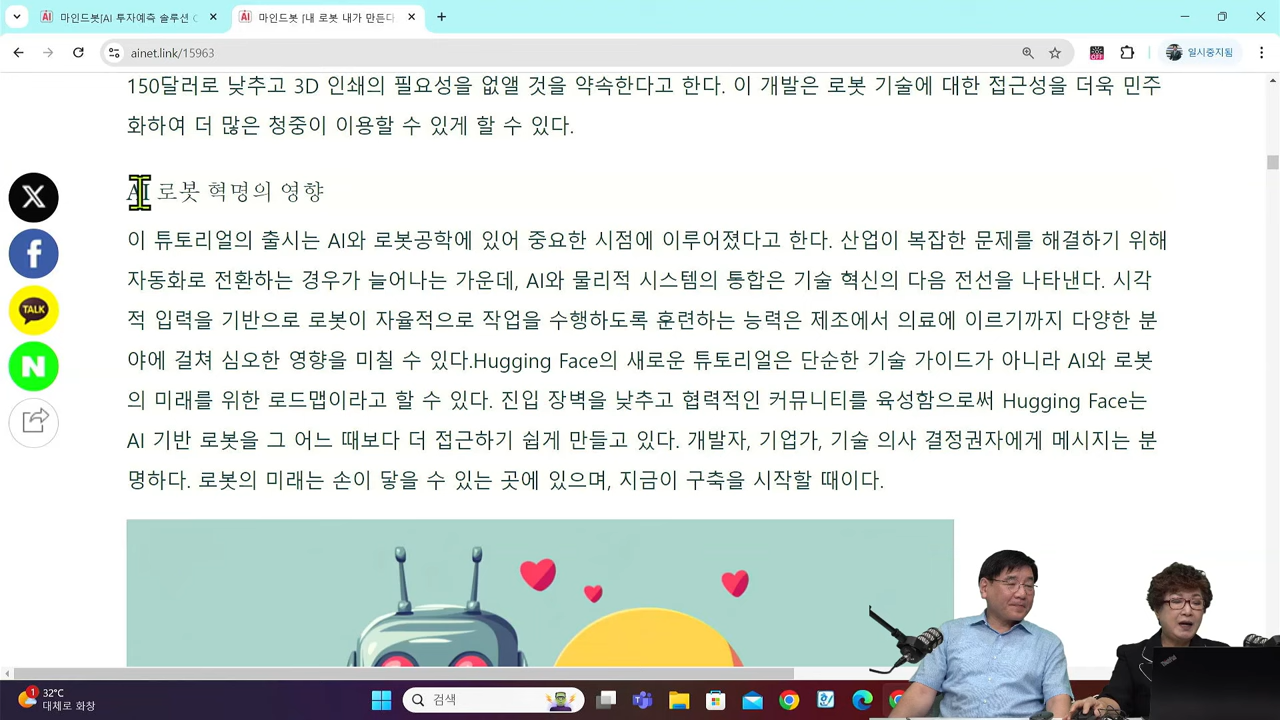 마인드봇[AI 투자예측 솔루션
마인드봇 [내 로봇 내가 만든다
ainet.link/15963
OFF
일시중지됨
150달러로 낮추고 3D 인쇄의 필요성을 없앨 것을 약속한다고 한다. 이 개발은 로봇 기술에 대한 접근성을 더욱 민주
화하여 더 많은 청중이 이용할 수 있게 할 수 있다.
AI 로봇 혁명의 영향
이 튜토리얼의 출시는 AI와 로봇공학에 있어 중요한 시점에 이루어졌다고 한다. 산업이 복잡한 문제를 해결하기 위해
자동화로 전환하는 경우가 늘어나는 가운데, AI와 물리적 시스템의 통합은 기술 혁신의 다음 전선을 나타낸다. 시각
적 입력을 기반으로 로봇이 자율적으로 작업을 수행하도록 훈련하는 능력은 제조에서 의료에 이르기까지 다양한 분
야에 걸쳐 심오한 영향을 미칠 수 있다.Hugging Face의 새로운 튜토리얼은 단순한 기술 가이드가 아니라 AI와 로봇
의 미래를 위한 로드맵이라고 할 수 있다. 진입 장벽을 낮추고 협력적인 커뮤니티를 육성함으로써 Hugging Face는
AI 기반 로봇을 그 어느 때보다 더 접근하기 쉽게 만들고 있다. 개발자, 기업가, 기술 의사 결정권자에게 메시지는 분
명하다. 로봇의 미래는 손이 닿을 수 있는 곳에 있으며, 지금이 구축을 시작할 때이다.
TALK
N
ThinkPad
1
32°C
대체로 화창
검색